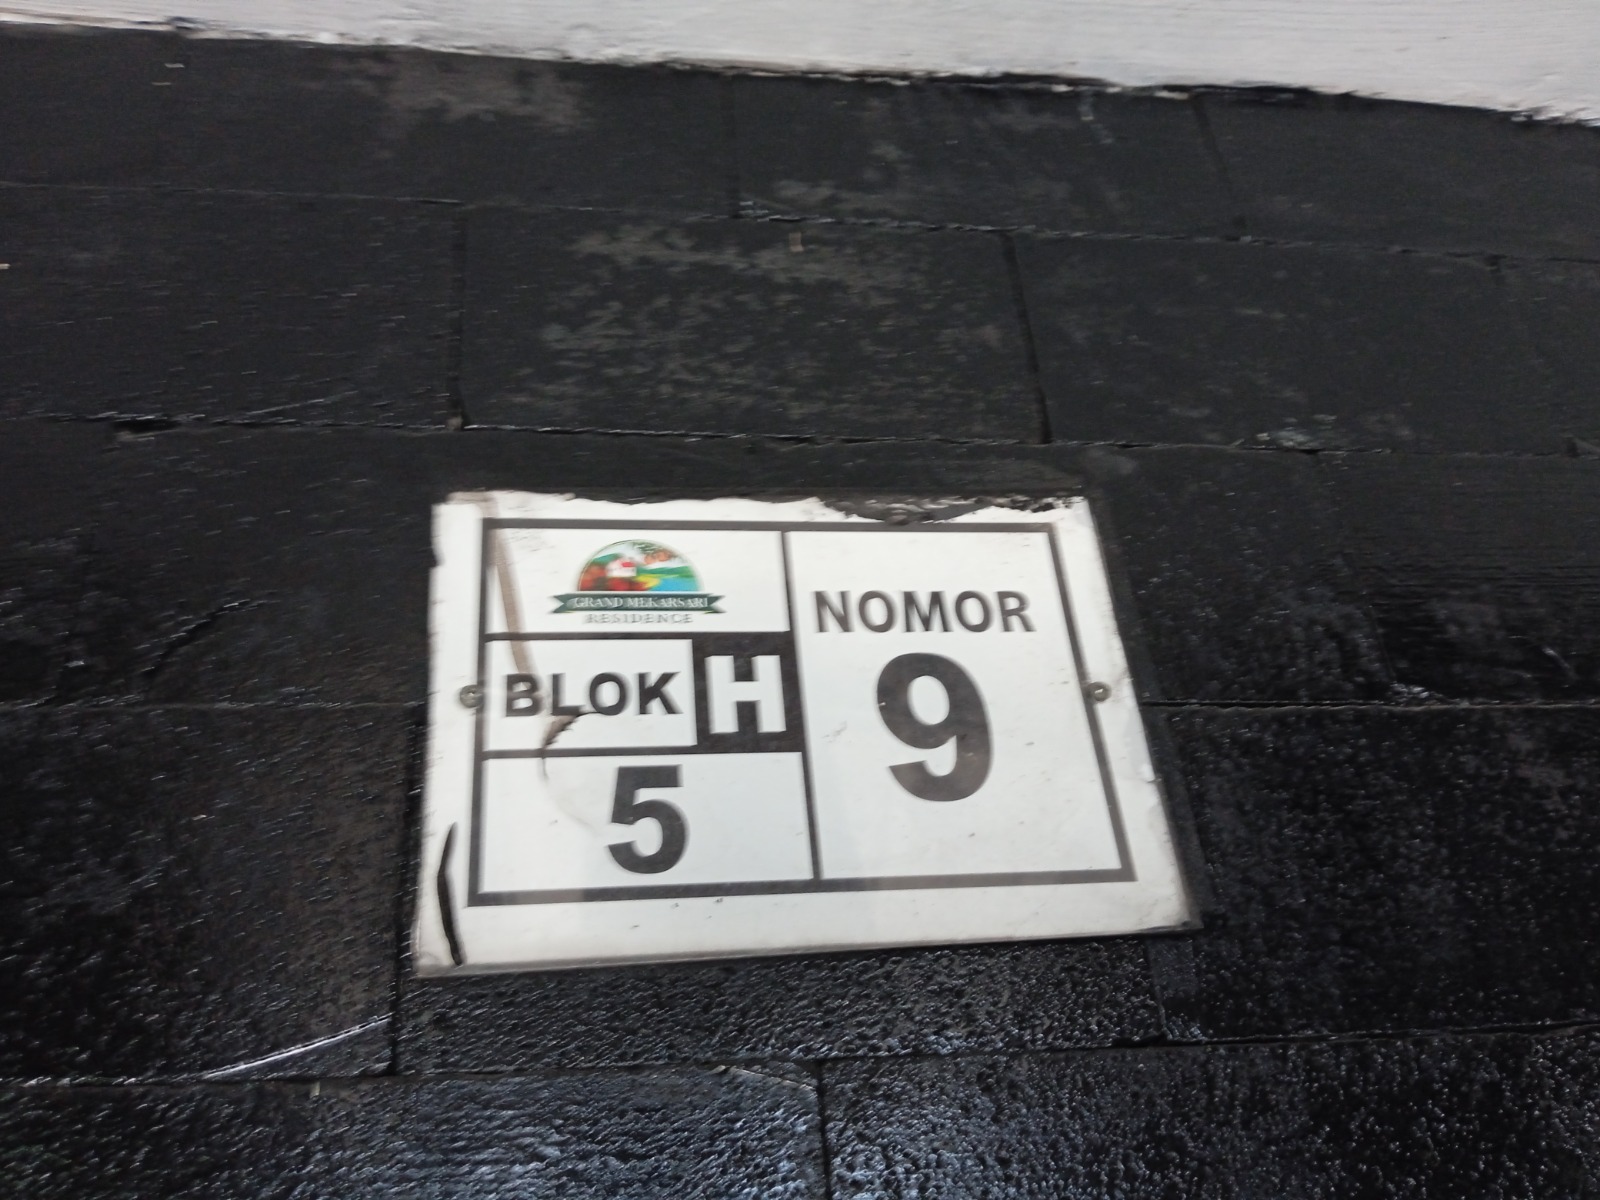 GRAND MEKARSARI
RESIDENCE
BLOK H
5
NOMOR
9